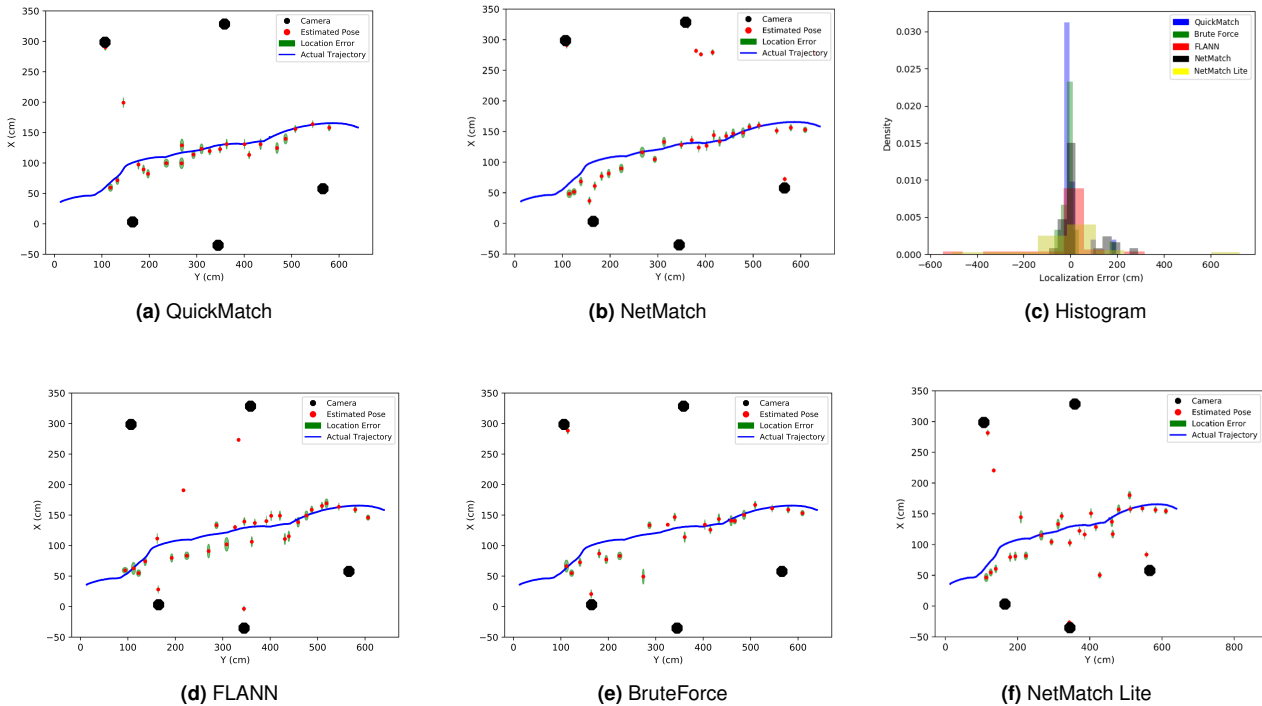 350
300
250
200
150
100
50
0
−50
X (cm)
0 100 200 300 400 500 600
Y (cm)
Camera
Estimated Pose
Location Error
Actual Trajectory
(a) QuickMatch
350
300
250
200
150
100
50
0
−50
X (cm)
0 100 200 300 400 500 600
Y (cm)
Camera
Estimated Pose
Location Error
Actual Trajectory
(b) NetMatch
0.030
0.025
0.020
0.015
0.010
0.005
0.000
Density
−600 −400 −200 0 200 400 600
Localization Error (cm)
QuickMatch
Brute Force
FLANN
NetMatch
NetMatch Lite
(c) Histogram
350
300
250
200
150
100
50
0
−50
X (cm)
0 100 200 300 400 500 600
Y (cm)
Camera
Estimated Pose
Location Error
Actual Trajectory
(d) FLANN
350
300
250
200
150
100
50
0
−50
X (cm)
0 100 200 300 400 500 600
Y (cm)
Camera
Estimated Pose
Location Error
Actual Trajectory
(e) BruteForce
350
300
250
200
150
100
50
0
−50
X (cm)
0 200 400 600 800
Y (cm)
Camera
Estimated Pose
Location Error
Actual Trajectory
(f) NetMatch Lite